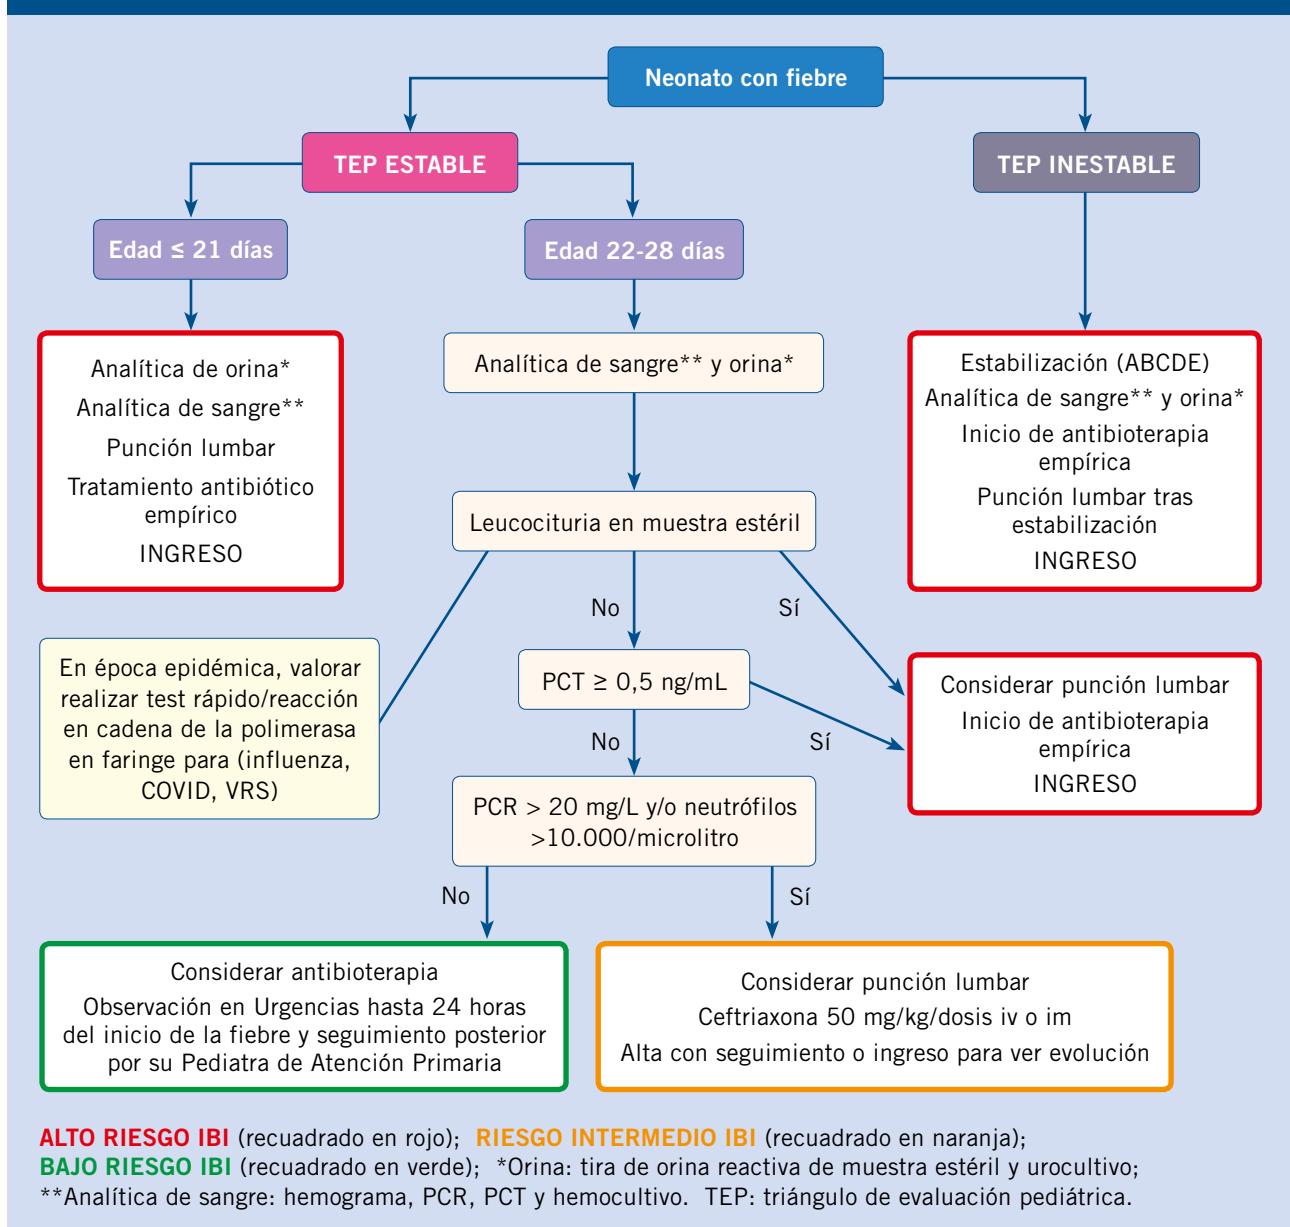 Neonato con fiebre
TEP ESTABLE
TEP INESTABLE
Edad ≤ 21 días
Edad 22-28 días
Analítica de orina*
Analítica de sangre**
Punción lumbar
Tratamiento antibiótico
empírico
INGRESO
Analítica de sangre** y orina*
Estabilización (ABCDE)
Analítica de sangre** y orina*
Inicio de antibioterapia
empírica
Punción lumbar tras
estabilización
INGRESO
Leucocituria en muestra estéril
No
Sí
En época epidémica, valorar
realizar test rápido/reacción
en cadena de la polimerasa
en faringe para (influenza,
COVID, VRS)
PCT ≥ 0,5 ng/mL
Considerar punción lumbar
Inicio de antibioterapia
empírica
INGRESO
No
Sí
PCR > 20 mg/L y/o neutrófilos
>10.000/microlitro
No
Sí
Considerar antibioterapia
Observación en Urgencias hasta 24 horas
del inicio de la fiebre y seguimiento posterior
por su Pediatra de Atención Primaria
Considerar punción lumbar
Ceftriaxona 50 mg/kg/dosis iv o im
Alta con seguimiento o ingreso para ver evolución
ALTO RIESGO IBI (recuadrado en rojo); RIESGO INTERMEDIO IBI (recuadrado en naranja);
BAJO RIESGO IBI (recuadrado en verde); *Orina: tira de orina reactiva de muestra estéril y urocultivo;
**Analítica de sangre: hemograma, PCR, PCT y hemocultivo. TEP: triángulo de evaluación pediátrica.